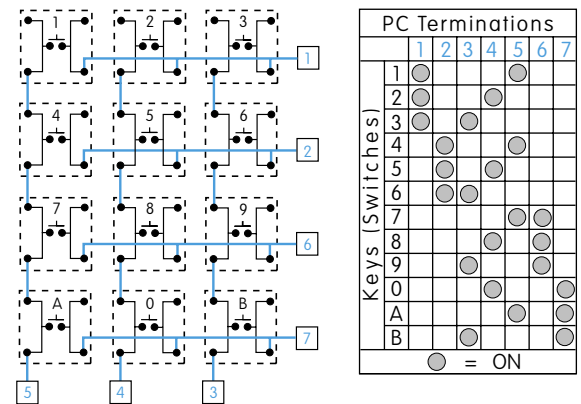 1 2 3
1
4 5 6
2
7 8 9
6
A 0 B
7
5 4 3
PC Terminations
1 2 3 4 5 6 7
Keys (Switches)
1
2
3
4
5
6
7
8
9
0
A
B
= ON